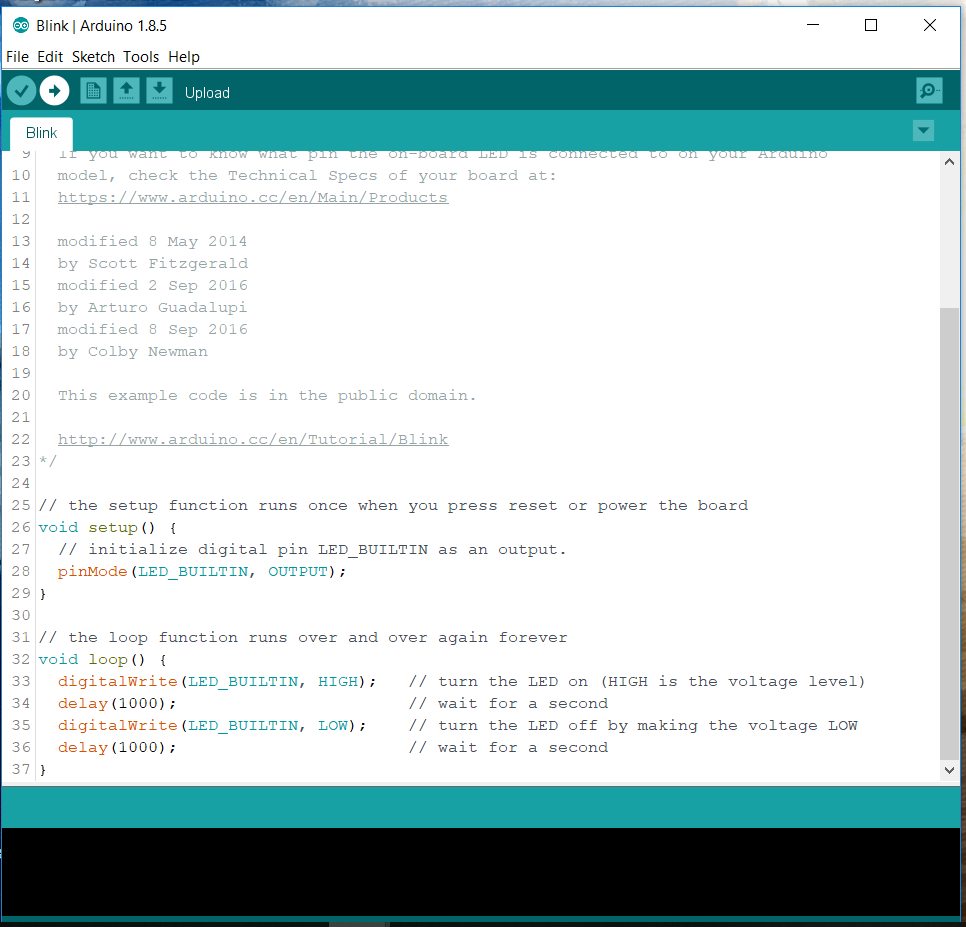 Blink | Arduino 1.8.5
File Edit Sketch Tools Help
Upload
Blink
9 If you want to know what pin the on-board LED is connected to on your Arduino
10 model, check the Technical Specs of your board at:
11 https://www.arduino.cc/en/Main/Products
12
13 modified 8 May 2014
14 by Scott Fitzgerald
15 modified 2 Sep 2016
16 by Arturo Guadalupi
17 modified 8 Sep 2016
18 by Colby Newman
19
20 This example code is in the public domain.
21
22 http://www.arduino.cc/en/Tutorial/Blink
23 */
24
25 // the setup function runs once when you press reset or power the board
26 void setup() {
27 // initialize digital pin LED_BUILTIN as an output.
28 pinMode(LED_BUILTIN, OUTPUT);
29 }
30
31 // the loop function runs over and over again forever
32 void loop() {
33 digitalWrite(LED_BUILTIN, HIGH); // turn the LED on (HIGH is the voltage level)
34 delay(1000); // wait for a second
35 digitalWrite(LED_BUILTIN, LOW); // turn the LED off by making the voltage LOW
36 delay(1000); // wait for a second
37 }